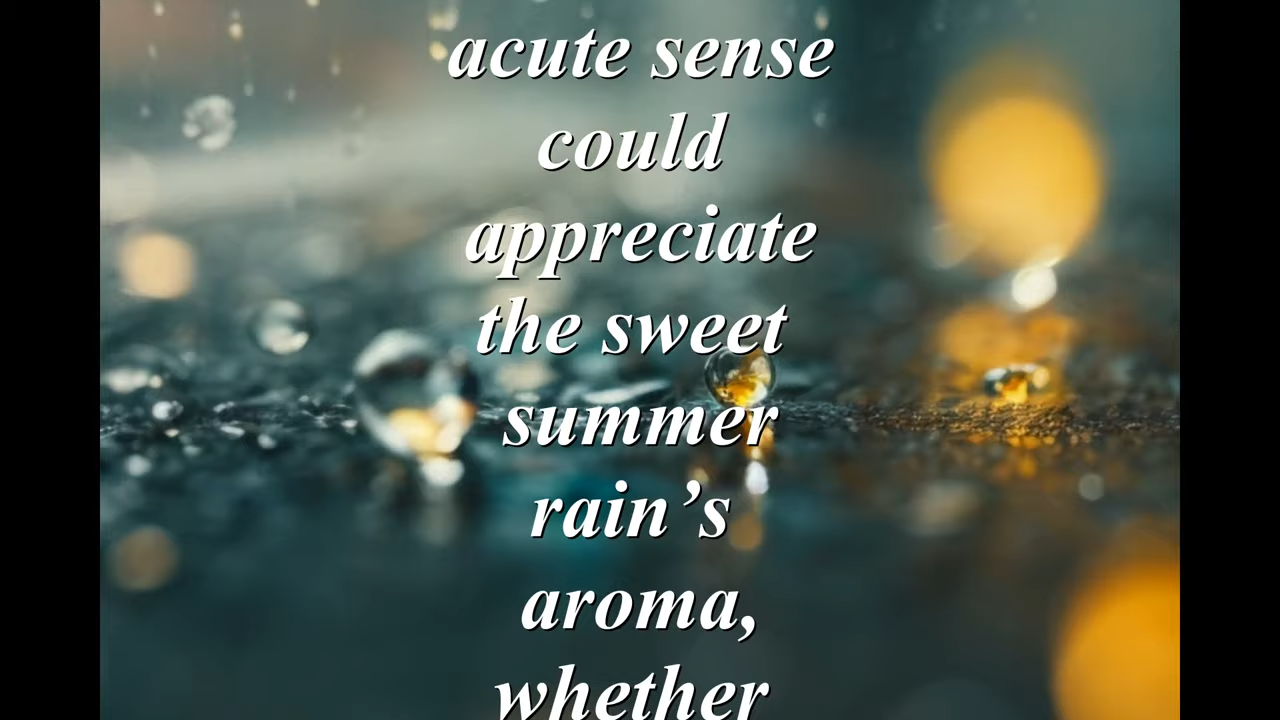 acute sense
could
appreciate
the sweet
summer
rain’s
aroma,
whether